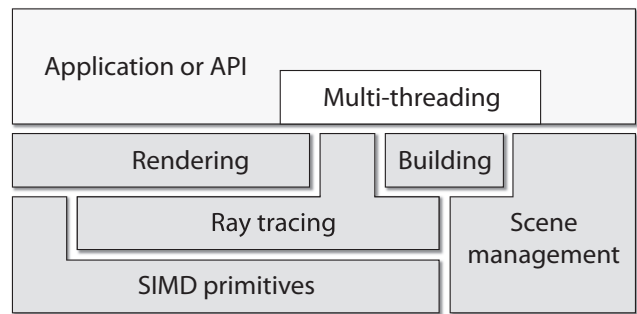 Application or API
Multi-threading
Rendering
Building
Ray tracing
Scene
management
SIMD primitives